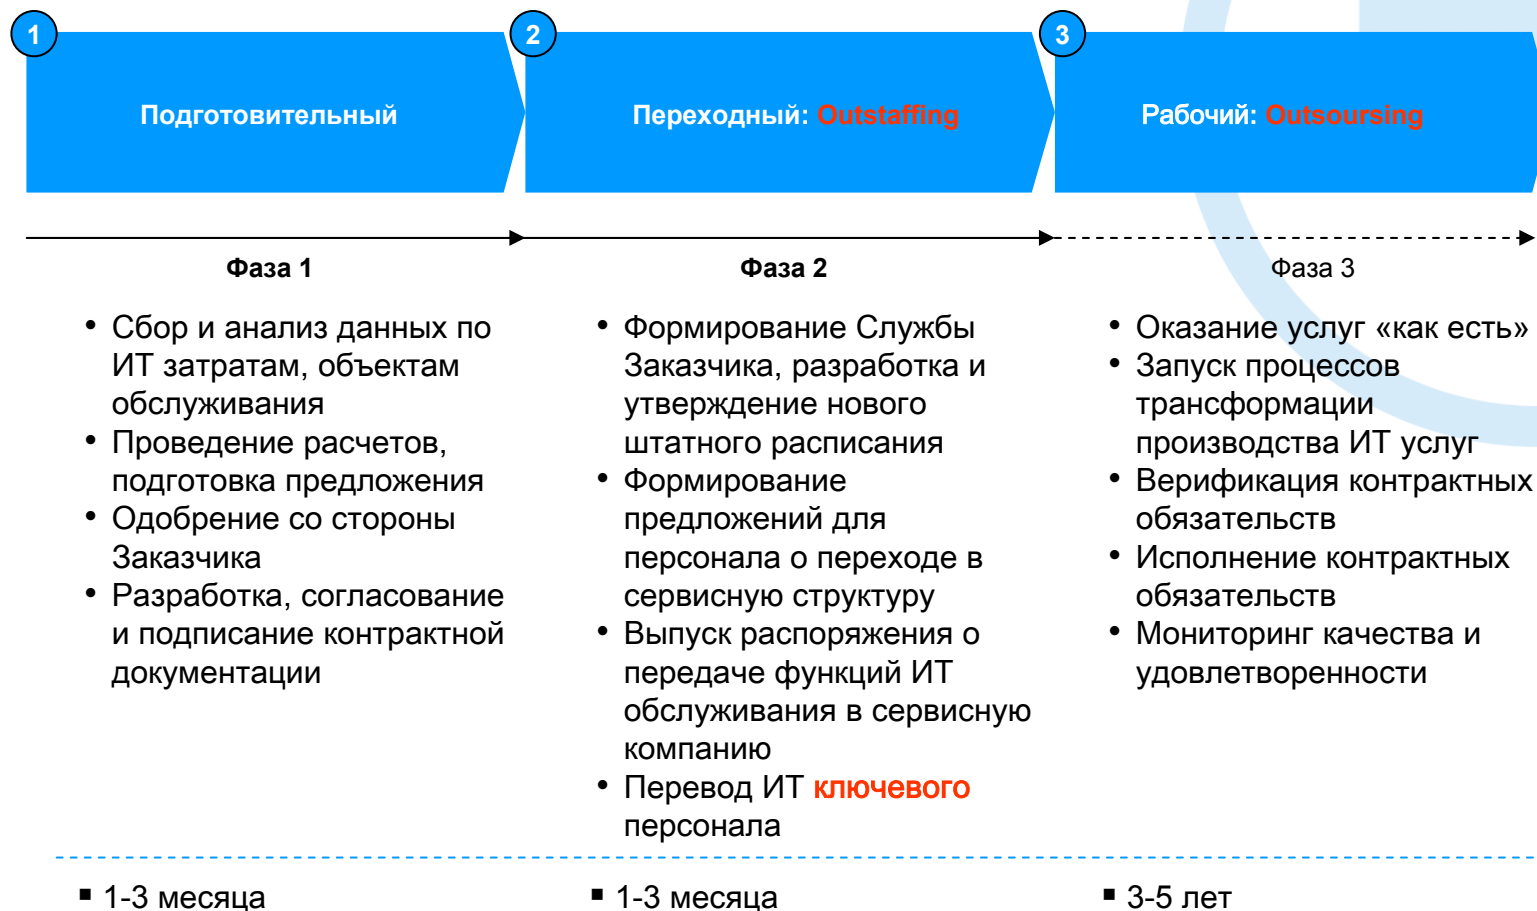 1
2
3
Подготовительный
Переходный: Outstaffing
Рабочий: Outsoursing
Фаза 1
Фаза 2
Фаза 3
• Сбор и анализ данных по
ИТ затратам, объектам
обслуживания
• Проведение расчетов,
подготовка предложения
• Одобрение со стороны
Заказчика
• Разработка, согласование
и подписание контрактной
документации
• Формирование Службы
Заказчика, разработка и
утверждение нового
штатного расписания
• Формирование
предложений для
персонала о переходе в
сервисную структуру
• Выпуск распоряжения о
передаче функций ИТ
обслуживания в сервисную
компанию
• Перевод ИТ ключевого
персонала
• Оказание услуг «как есть»
• Запуск процессов
трансформации
производства ИТ услуг
• Верификация контрактных
обязательств
• Исполнение контрактных
обязательств
• Мониторинг качества и
удовлетворенности
▪ 1-3 месяца
▪ 1-3 месяца
▪ 3-5 лет